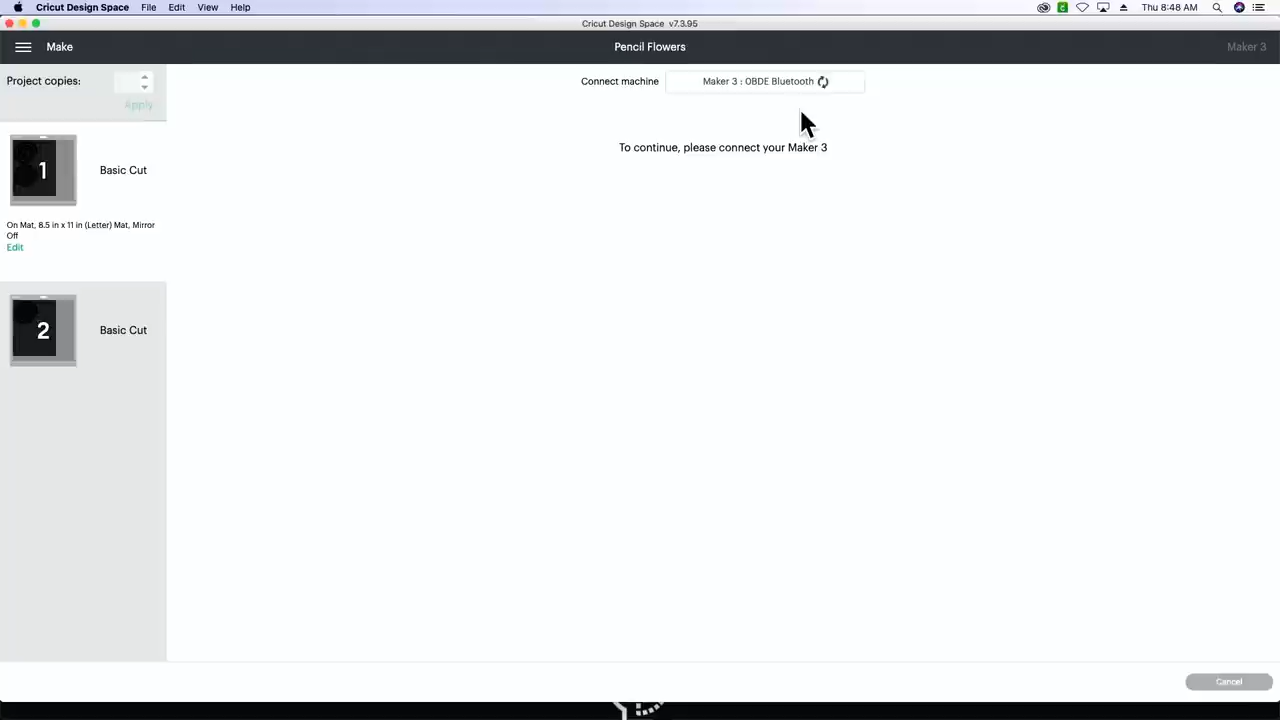 Cricut Design Space File Edit View Help Thu 8:48 AM
Cricut Design Space v7.3.95
Make Pencil Flowers Maker 3
Project copies:
Apply
Connect machine Maker 3 : OBDE Bluetooth
To continue, please connect your Maker 3
1 Basic Cut
On Mat, 8.5 in x 11 in (Letter) Mat, Mirror
Off
Edit
2 Basic Cut
Cancel